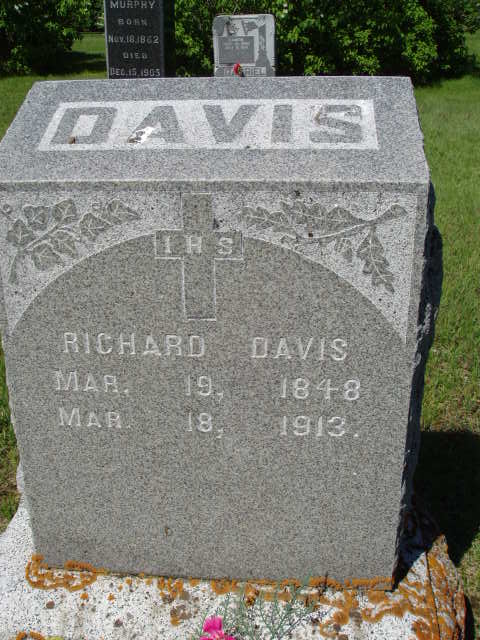 MURPHY
BORN
NOV. 18, 1862
DIED
DEC. 15, 1903
DAVIS
IHS
RICHARD DAVIS
MAR. 19, 1848
MAR. 18, 1913.